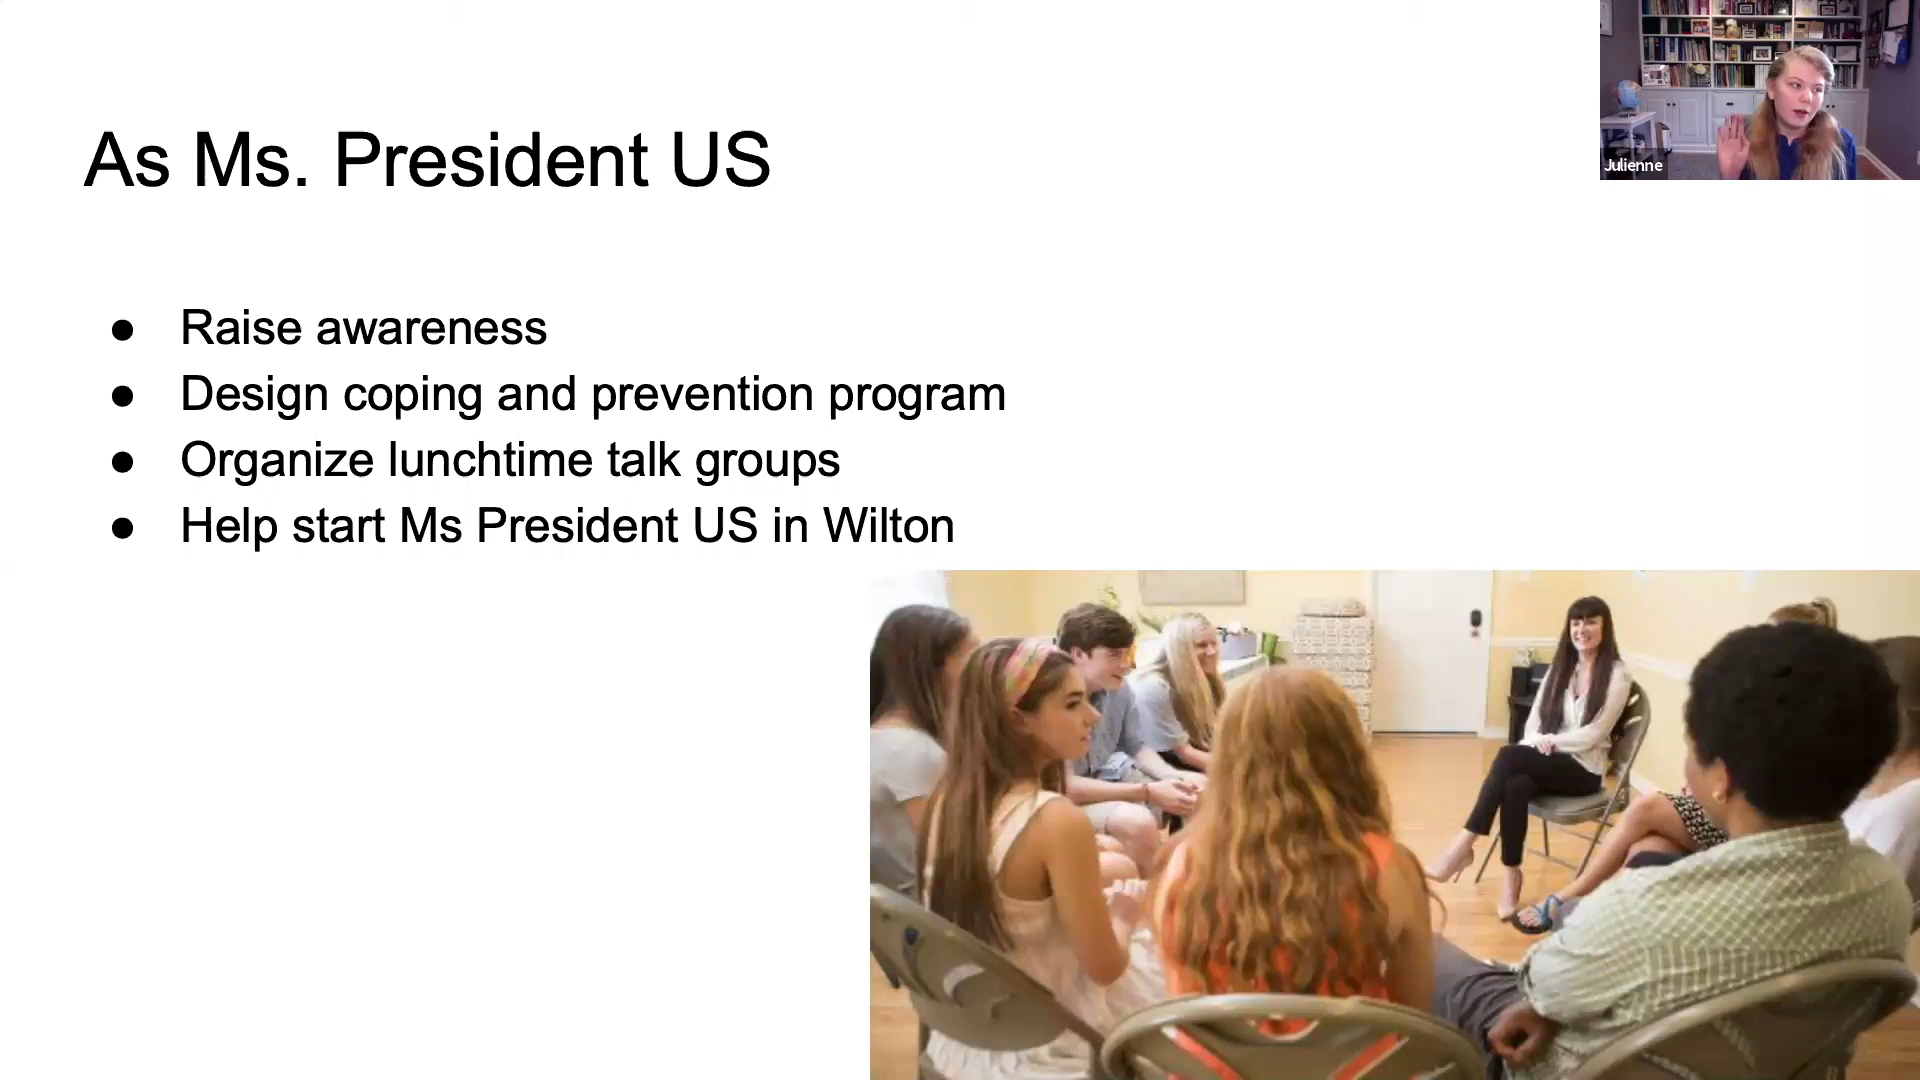 As Ms. President US
● Raise awareness
● Design coping and prevention program
● Organize lunchtime talk groups
● Help start Ms President US in Wilton
Julienne